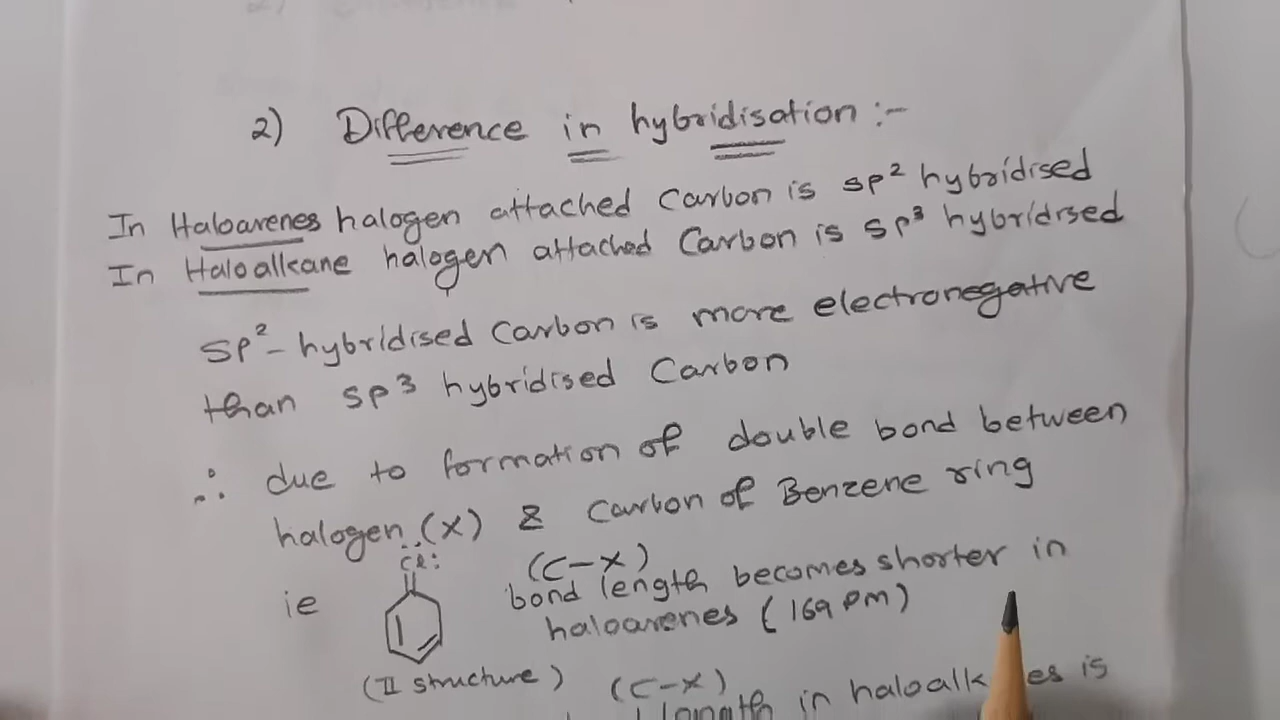 2) Difference in hybridisation :-
In Haloarenes halogen attached Carbon is sp² hybridised
In Haloalkane halogen attached Carbon is sp³ hybridised
sp²- hybridised Carbon is more electronegative
than sp³ hybridised Carbon
∴ due to formation of double bond between
halogen (X) & Carbon of Benzene ring
ie Cl: (C-X)
bond length becomes shorter in
haloarenes (169 pm)
(II structure) (C-X)
length in haloalk es is